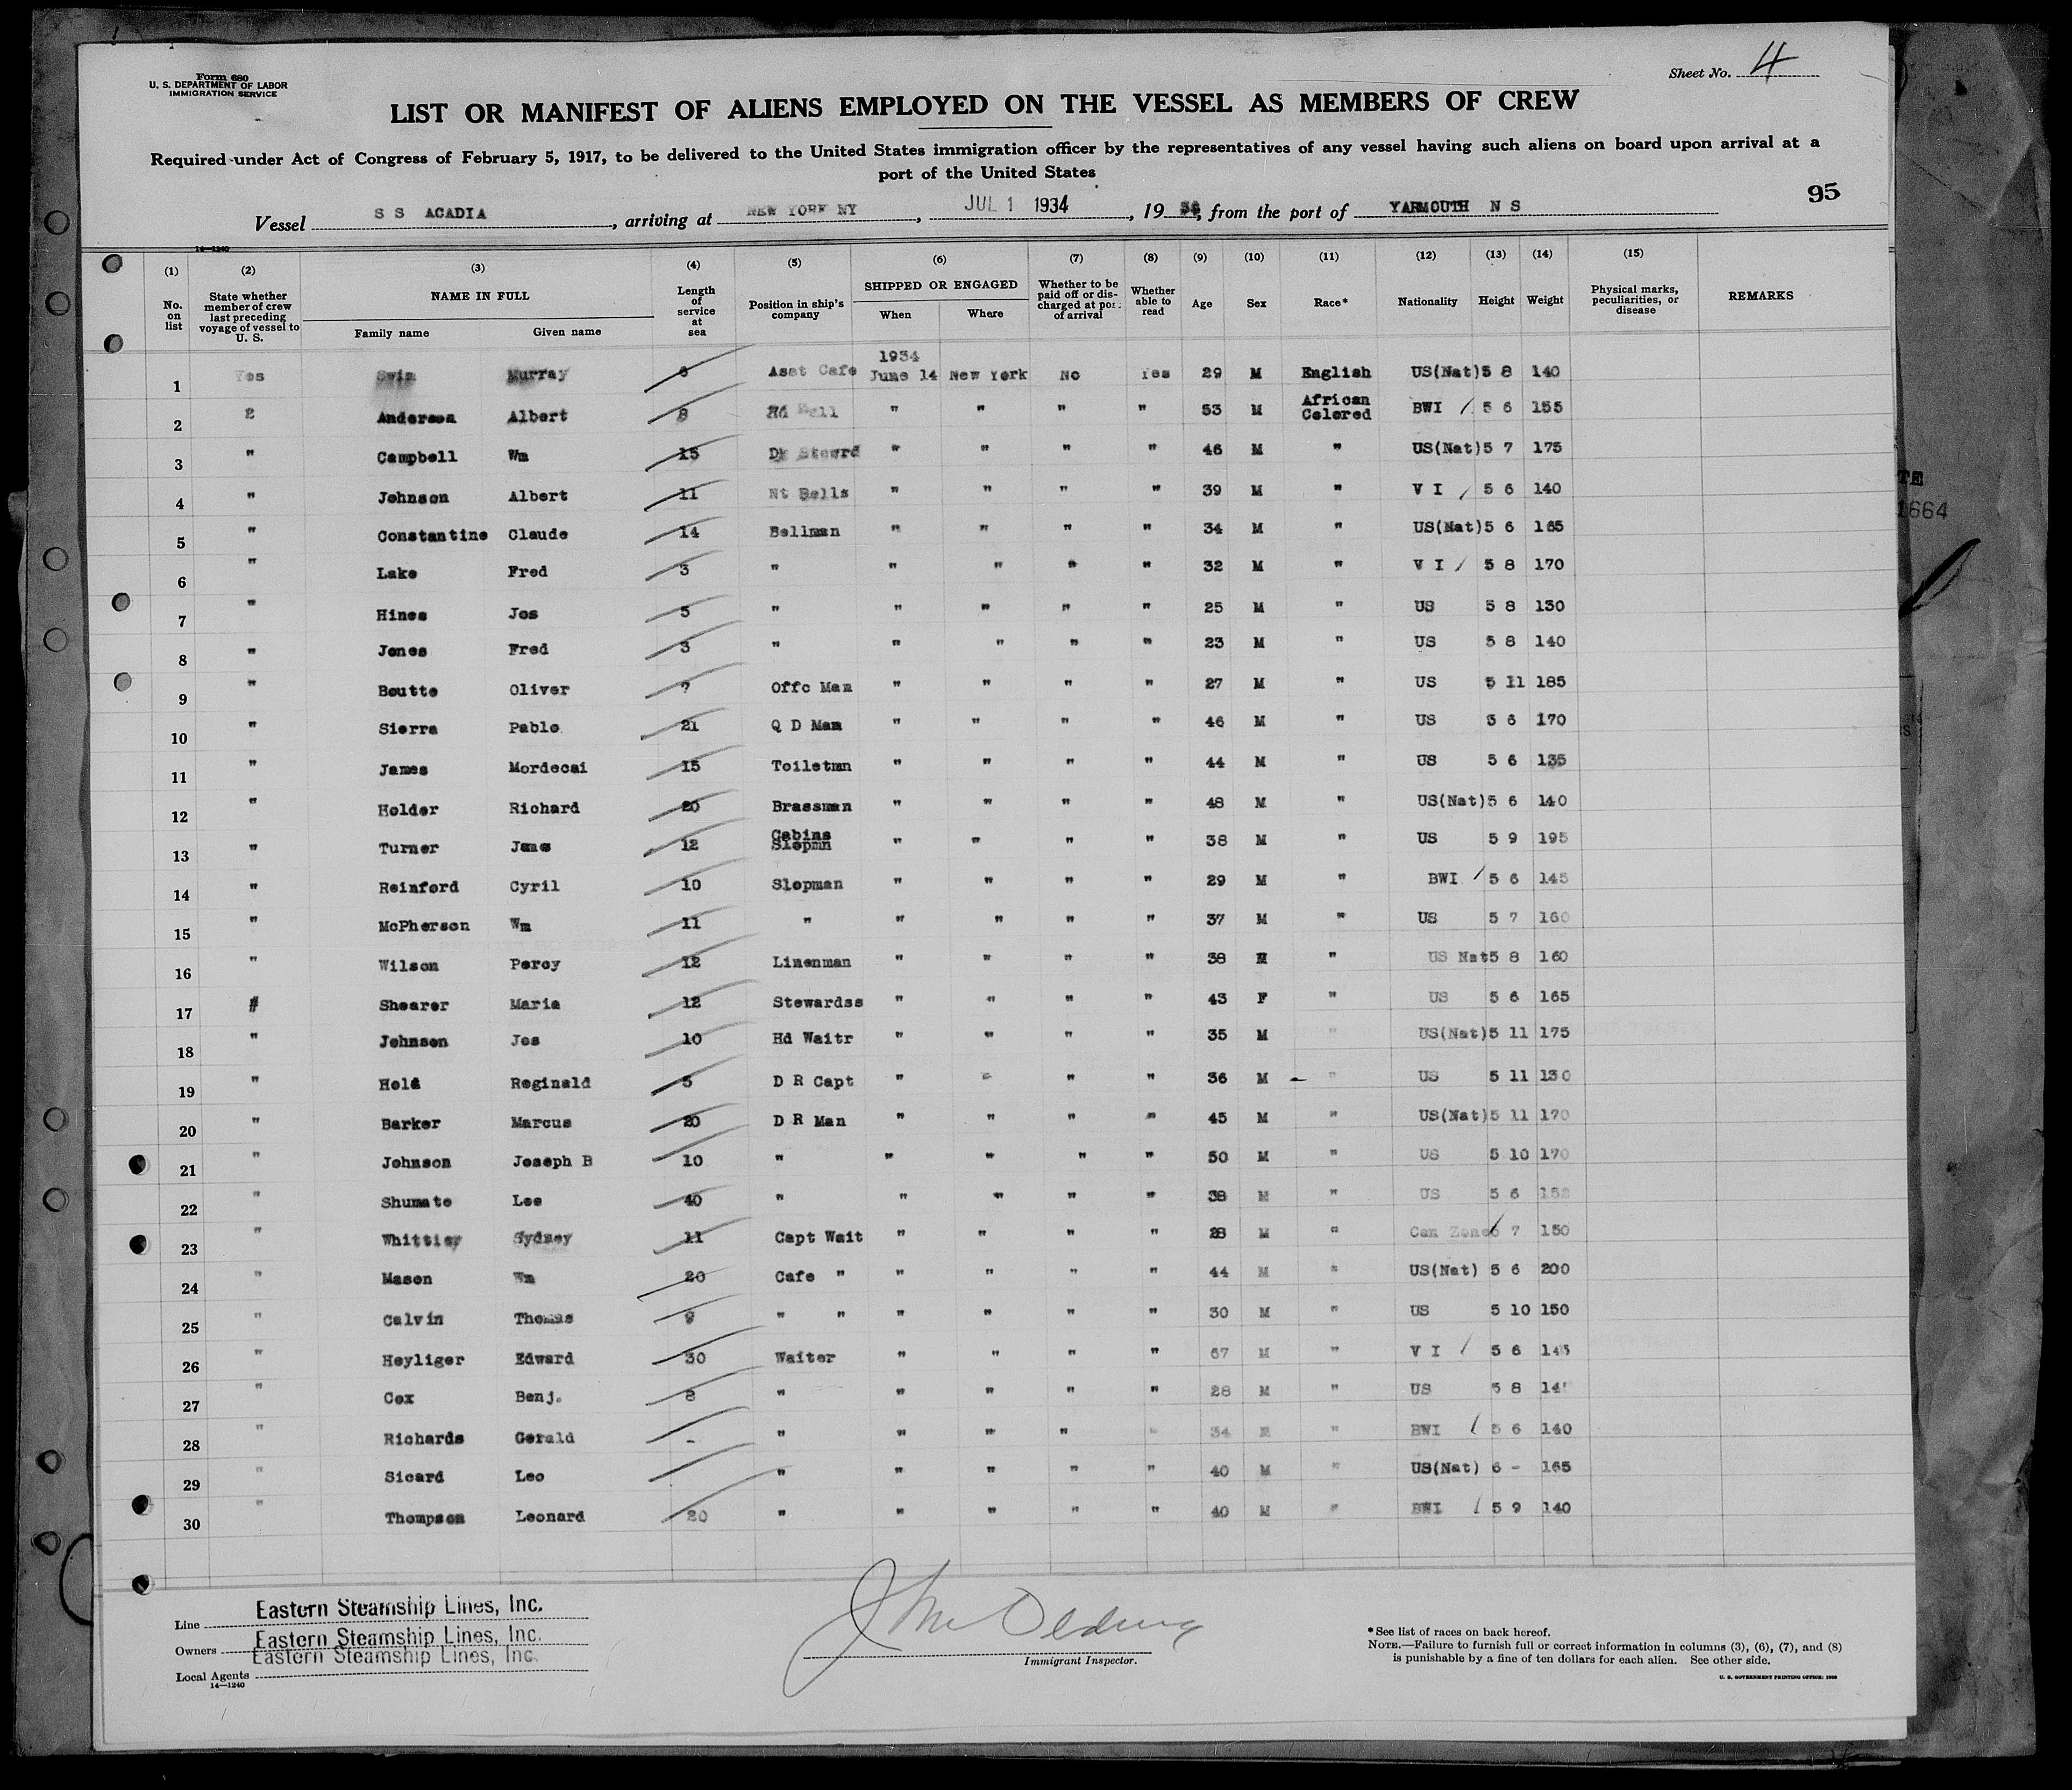 Form 680
U. S. DEPARTMENT OF LABOR
IMMIGRATION SERVICE
Sheet No. 4
LIST OR MANIFEST OF ALIENS EMPLOYED ON THE VESSEL AS MEMBERS OF CREW
Required under Act of Congress of February 5, 1917, to be delivered to the United States immigration officer by the representatives of any vessel having such aliens on board upon arrival at a
port of the United States
95
Vessel S S ACADIA, arriving at NEW YORK NY, JUL 1 1934, 19, from the port of YARMOUTH N S
14—1240
(1) (2) (3) (4) (5) (6) (7) (8) (9) (10) (11) (12) (13) (14) (15)
No. on list
State whether member of crew last preceding voyage of vessel to U. S.
NAME IN FULL
Family name Given name
Length of service at sea
Position in ship's company
SHIPPED OR ENGAGED
When Where
Whether to be paid off or discharged at port of arrival
Whether able to read
Age Sex Race* Nationality Height Weight
Physical marks, peculiarities, or disease
REMARKS
1934
1 Yes Swim Murray 6 Asst Cafe June 14 New York No Yes 29 M English US(Nat) 5 8 140
2 Anderson Albert 8 Hd Bell " " " " 53 M African Colored BWI / 5 6 155
3 " Campbell Wm 15 Dk Steward " " " " 46 M " US(Nat) 5 7 175
4 " Johnson Albert 11 Nt Bells " " " " 39 M " V I / 5 6 140
5 " Constantine Claude 14 Bellman " " " " 34 M " US(Nat) 5 6 165
6 " Lake Fred 3 " " " " " 32 M " V I / 5 8 170
7 " Hines Jos 5 " " " " " 25 M " US 5 8 130
8 " Jones Fred 3 " " " " " 23 M " US 5 8 140
9 " Boutte Oliver 7 Offc Man " " " " 27 M " US 5 11 185
10 " Sierra Pablo 21 Q D Man " " " " 46 M " US 5 6 170
11 " James Mordecai 15 Toiletmn " " " " 44 M " US 5 6 135
12 " Holder Richard 20 Brassman " " " " 48 M " US(Nat) 5 6 140
13 " Turner James 12 Cabins Slopmn " " " " 38 M " US 5 9 195
14 " Reinford Cyril 10 Slopman " " " " 29 M " BWI / 5 6 145
15 " McPherson Wm 11 " " " " " 37 M " US 5 7 160
16 " Wilson Percy 12 Linenman " " " " 38 M " US Nat 5 8 160
17 # Shearer Maria 12 Stewardss " " " " 43 F " US 5 6 165
18 " Johnson Jos 10 Hd Waitr " " " " 35 M " US(Nat) 5 11 175
19 " Reginald 5 D R Capt " " " " 36 M " US 5 11 130
20 " Barker Marcus 20 D R Man " " " " 45 M " US(Nat) 5 11 170
21 " Johnson Joseph B 10 " " " " " 50 M " US 5 10 170
22 " Shumate Lee 40 " " " " " 38 M " US 5 6
23 " Whittier Sydney 11 Capt Wait " " " " 28 M " Can Zone / 7 150
24 " Mason Wm 20 Cafe " " " " " 44 M " US(Nat) 5 6 200
25 " Calvin Thomas 9 " " " " " " 30 M " US 5 10 150
26 " Heyliger Edward 30 Waiter " " " " 67 M " V I / 5 6 145
27 " Cox Benj. 8 " " " " " 28 M " US 5 8
28 " Richards Gerald - " " " " " 34 M " BWI / 5 6 140
29 " Sicard Leo " " " " " 40 M " US(Nat) 6 - 165
30 " Thompson Leonard 20 " " " " " 40 M " BWI / 5 9 140
Line Eastern Steamship Lines, Inc.
Owners Eastern Steamship Lines, Inc.
Local Agents Eastern Steamship Lines, Inc.
14—1240
Immigrant Inspector.
*See list of races on back hereof.
NOTE.—Failure to furnish full or correct information in columns (3), (6), (7), and (8)
is punishable by a fine of ten dollars for each alien. See other side.
TE
1664